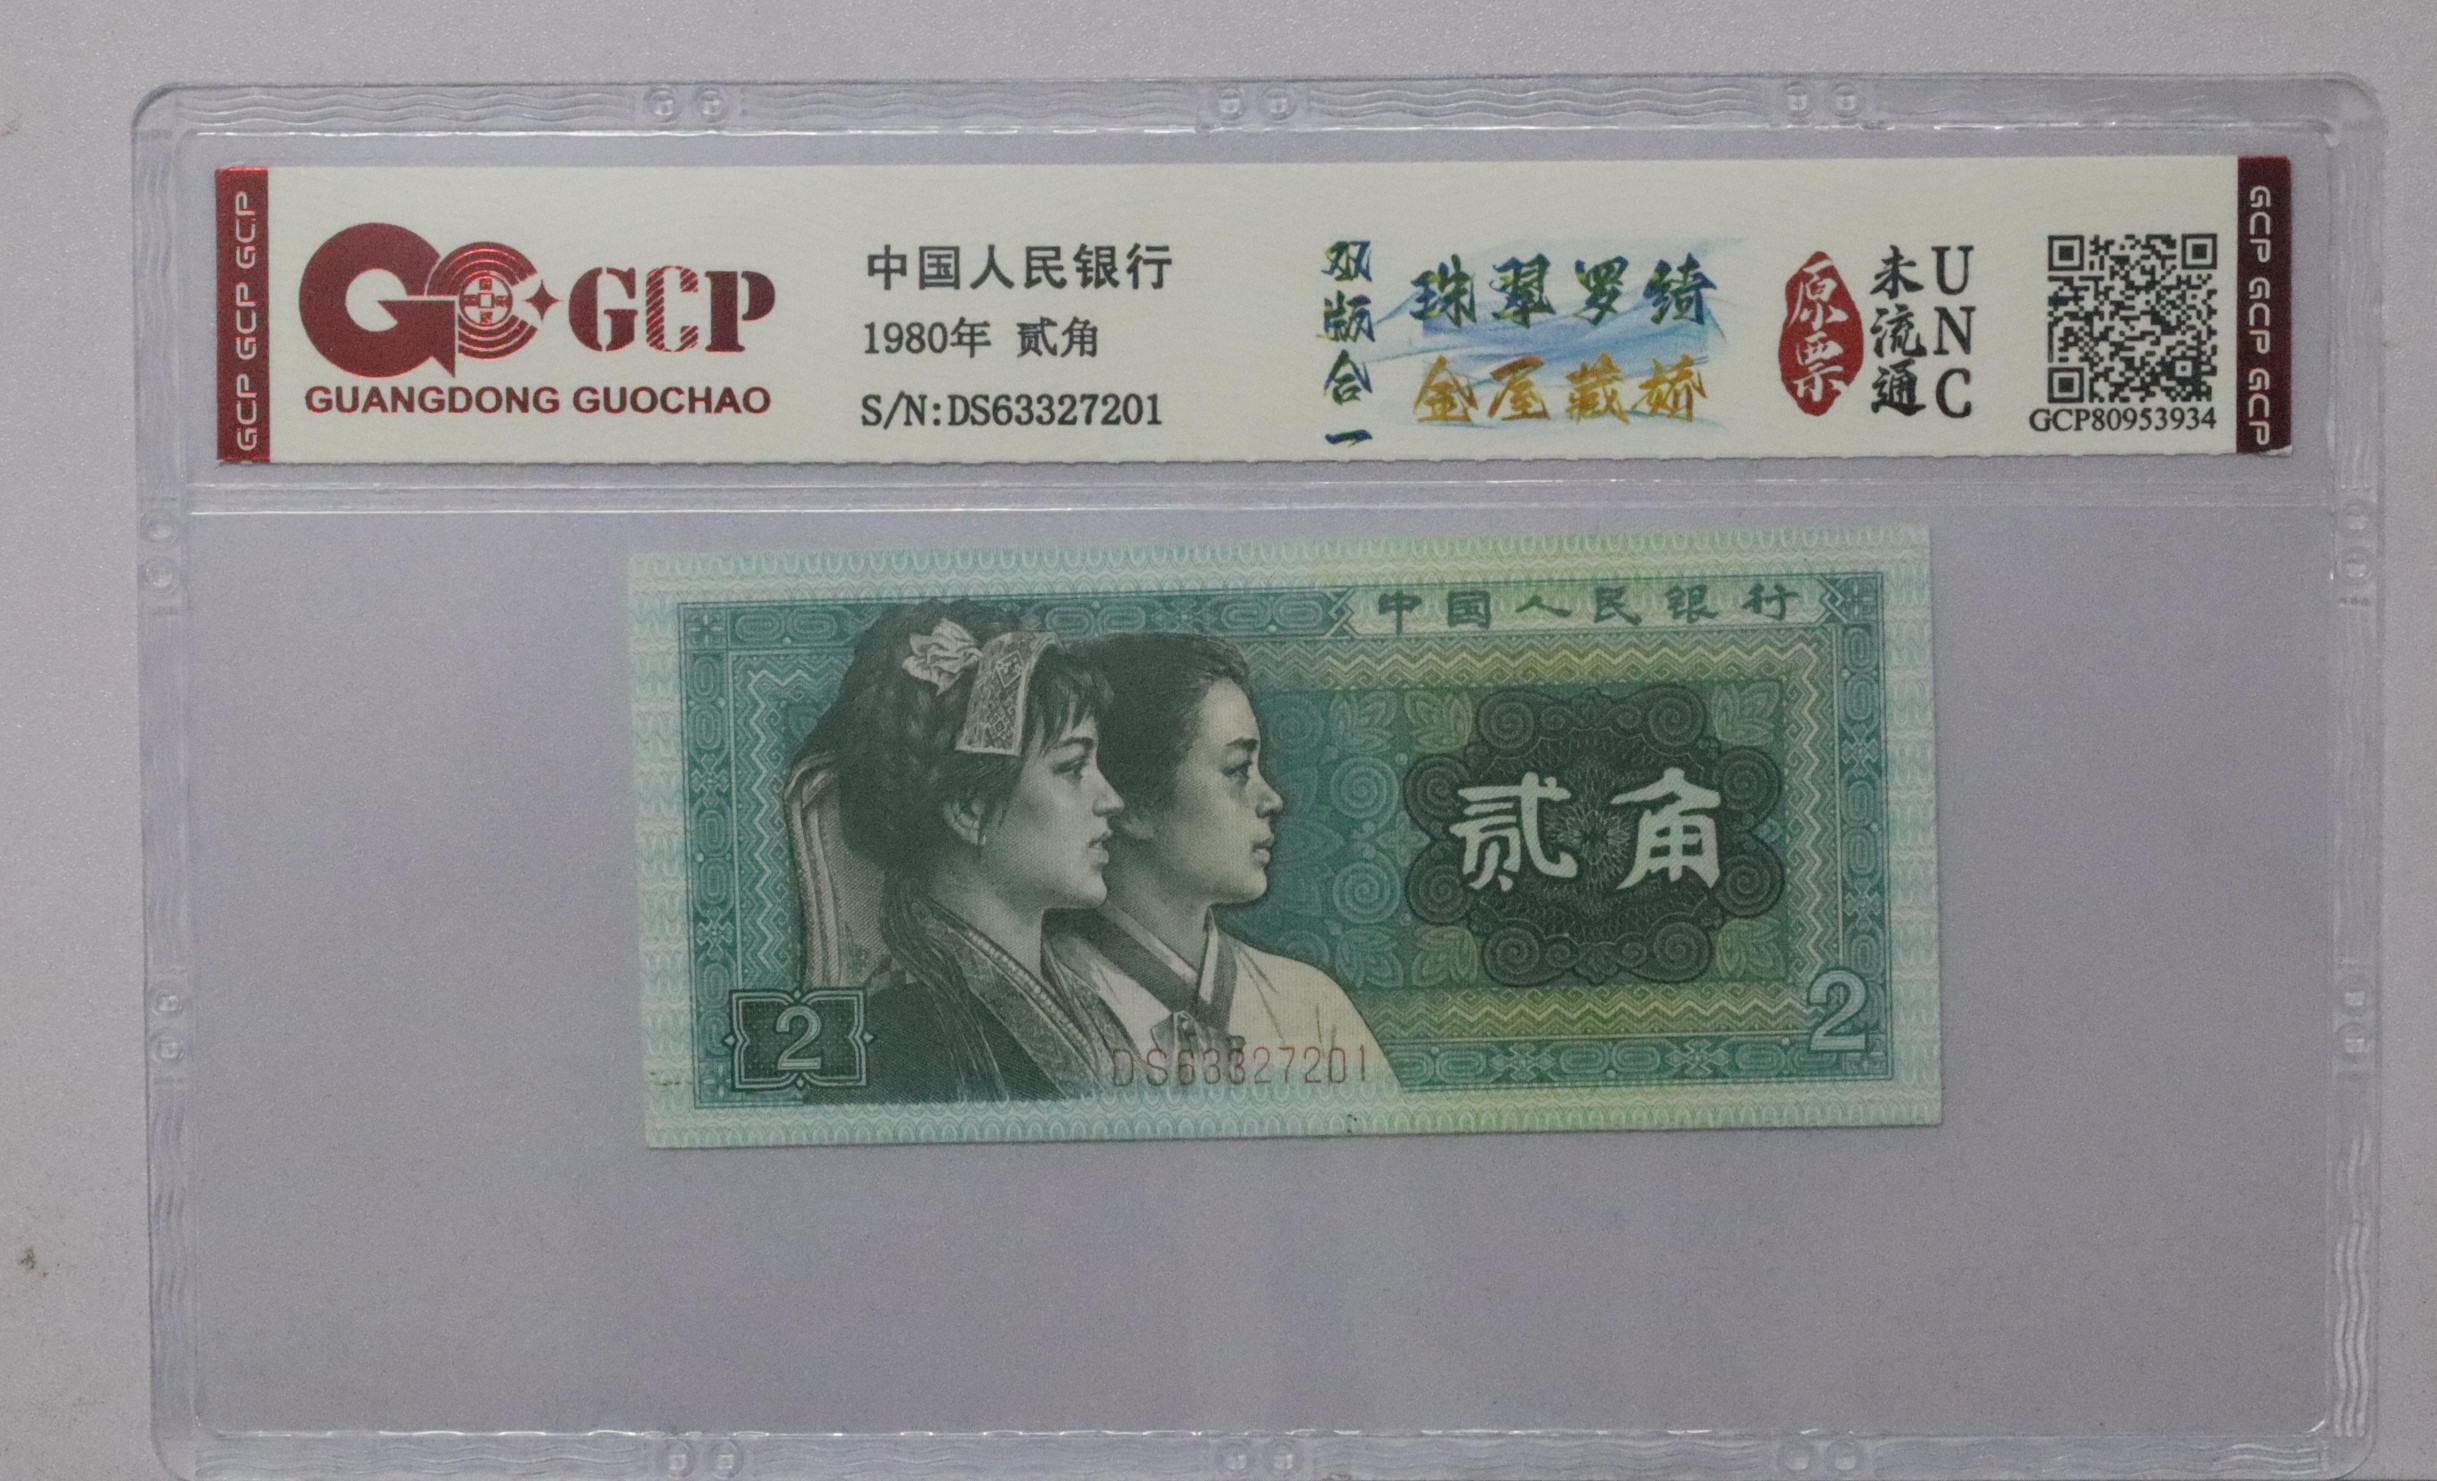 GCP GCP GCP
GCP
GUANGDONG GUOCHAO
中国人民银行
1980年 贰角
S/N:DS63327201
双版合一
珠翠罗绮
金屋藏娇
原票
未流通
UNC
GCP80953934
GCP GCP GCP
中国人民银行
贰角
2
2
DS63327201